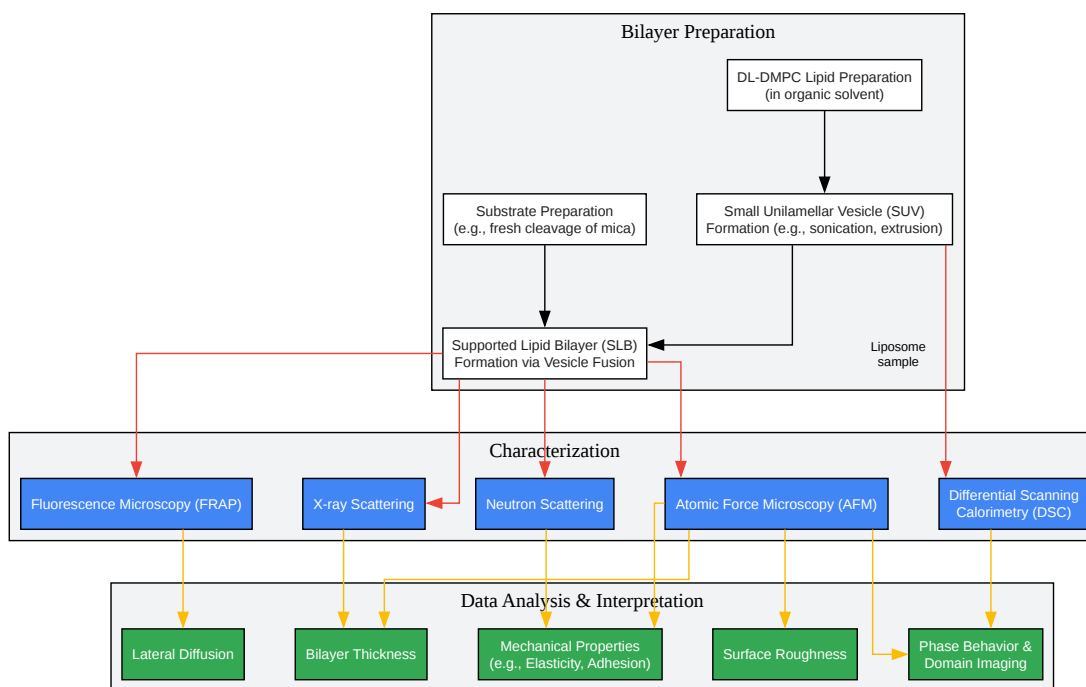 Bilayer Preparation
DL-DMPC Lipid Preparation
(in organic solvent)
Substrate Preparation
(e.g., fresh cleavage of mica)
Small Unilamellar Vesicle (SUV)
Formation (e.g., sonication, extrusion)
Supported Lipid Bilayer (SLB)
Formation via Vesicle Fusion
Liposome
sample
Characterization
Fluorescence Microscopy (FRAP)
X-ray Scattering
Neutron Scattering
Atomic Force Microscopy (AFM)
Differential Scanning
Calorimetry (DSC)
Data Analysis & Interpretation
Lateral Diffusion
Bilayer Thickness
Mechanical Properties
(e.g., Elasticity, Adhesion)
Surface Roughness
Phase Behavior &
Domain Imaging